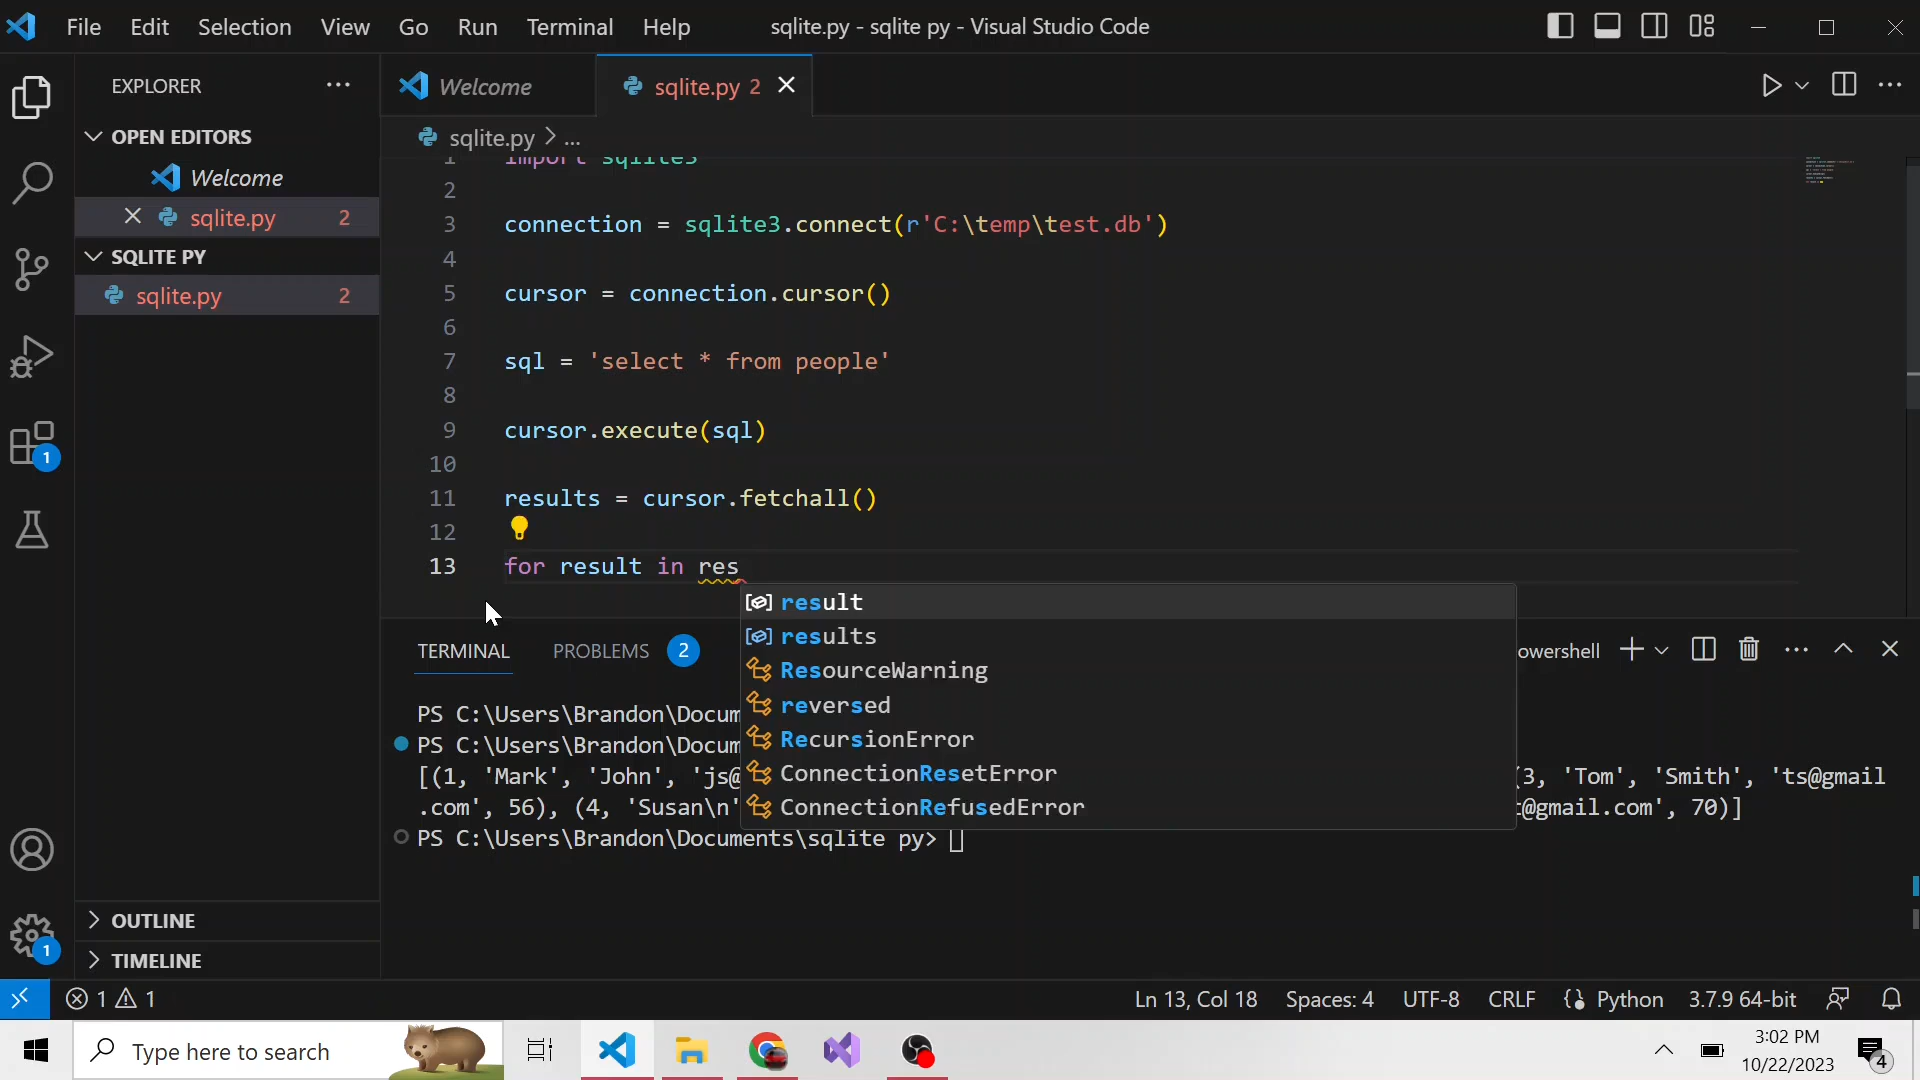 File Edit Selection View Go Run Terminal Help
sqlite.py - sqlite py - Visual Studio Code
EXPLORER
OPEN EDITORS
Welcome
sqlite.py 2
SQLITE PY
sqlite.py 2
OUTLINE
TIMELINE
1
1
Welcome
sqlite.py 2
sqlite.py > ...
1 import sqlite3
2
3 connection = sqlite3.connect(r'C:\temp\test.db')
4
5 cursor = connection.cursor()
6
7 sql = 'select * from people'
8
9 cursor.execute(sql)
10
11 results = cursor.fetchall()
12
13 for result in res
result
results
ResourceWarning
reversed
RecursionError
ConnectionResetError
ConnectionRefusedError
TERMINAL PROBLEMS 2
owershell
PS C:\Users\Brandon\Docum
PS C:\Users\Brandon\Docum
[(1, 'Mark', 'John', 'js@ (3, 'Tom', 'Smith', 'ts@gmail
.com', 56), (4, 'Susan\n' @gmail.com', 70)]
PS C:\Users\Brandon\Documents\sqlite py>
1 1
Ln 13, Col 18 Spaces: 4 UTF-8 CRLF Python 3.7.9 64-bit
Type here to search
3:02 PM
10/22/2023
4